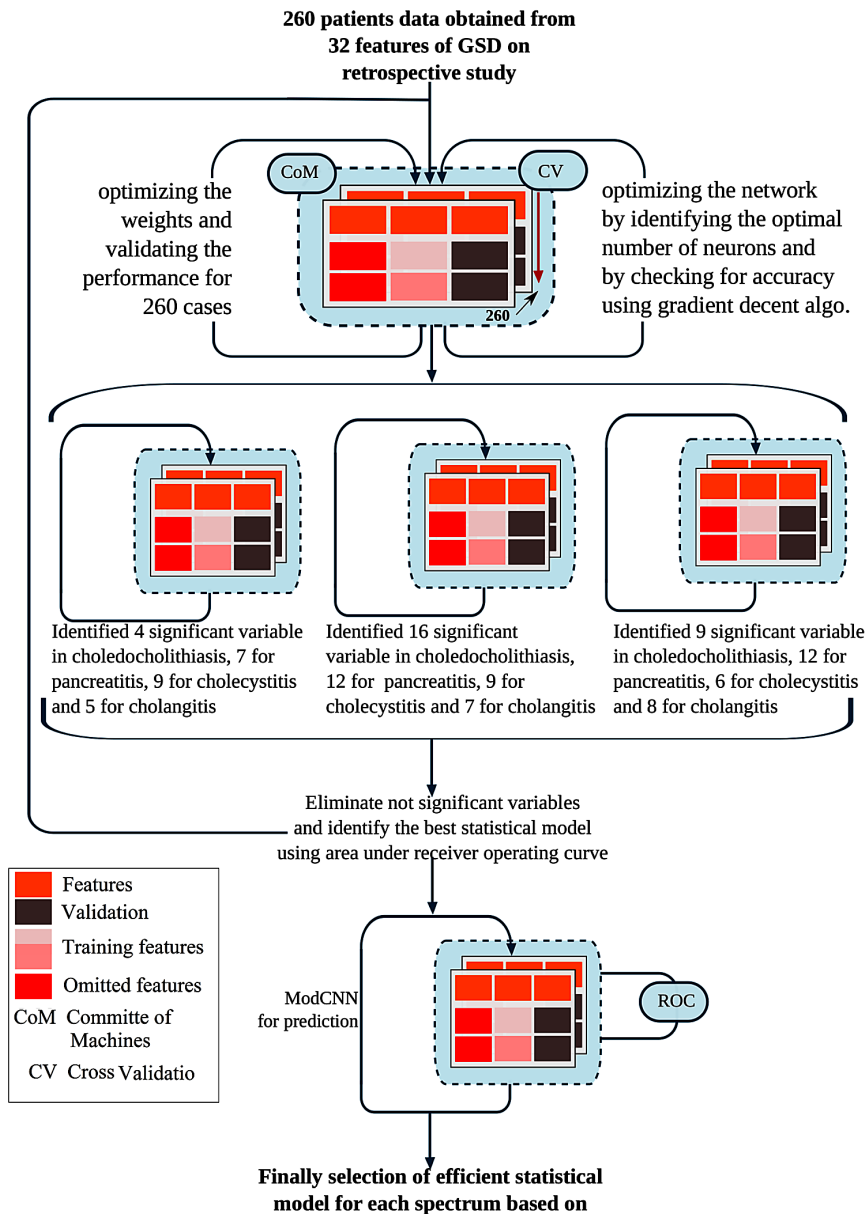 260 patients data obtained from
32 features of GSD on
retrospective study
CoM
CV
optimizing the
weights and
validating the
performance for
260 cases
optimizing the network
by identifying the optimal
number of neurons and
by checking for accuracy
using gradient decent algo.
260
Identified 4 significant variable
in choledocholithiasis, 7 for
pancreatitis, 9 for cholecystitis
and 5 for cholangitis
Identified 16 significant
variable in choledocholithiasis,
12 for pancreatitis, 9 for
cholecystitis and 7 for cholangitis
Identified 9 significant variable
in choledocholithiasis, 12 for
pancreatitis, 6 for cholecystitis
and 8 for cholangitis
Eliminate not significant variables
and identify the best statistical model
using area under receiver operating curve
Features
Validation
Training features
Omitted features
CoM Committe of
Machines
CV Cross Validatio
ModCNN
for prediction
ROC
Finally selection of efficient statistical
model for each spectrum based on